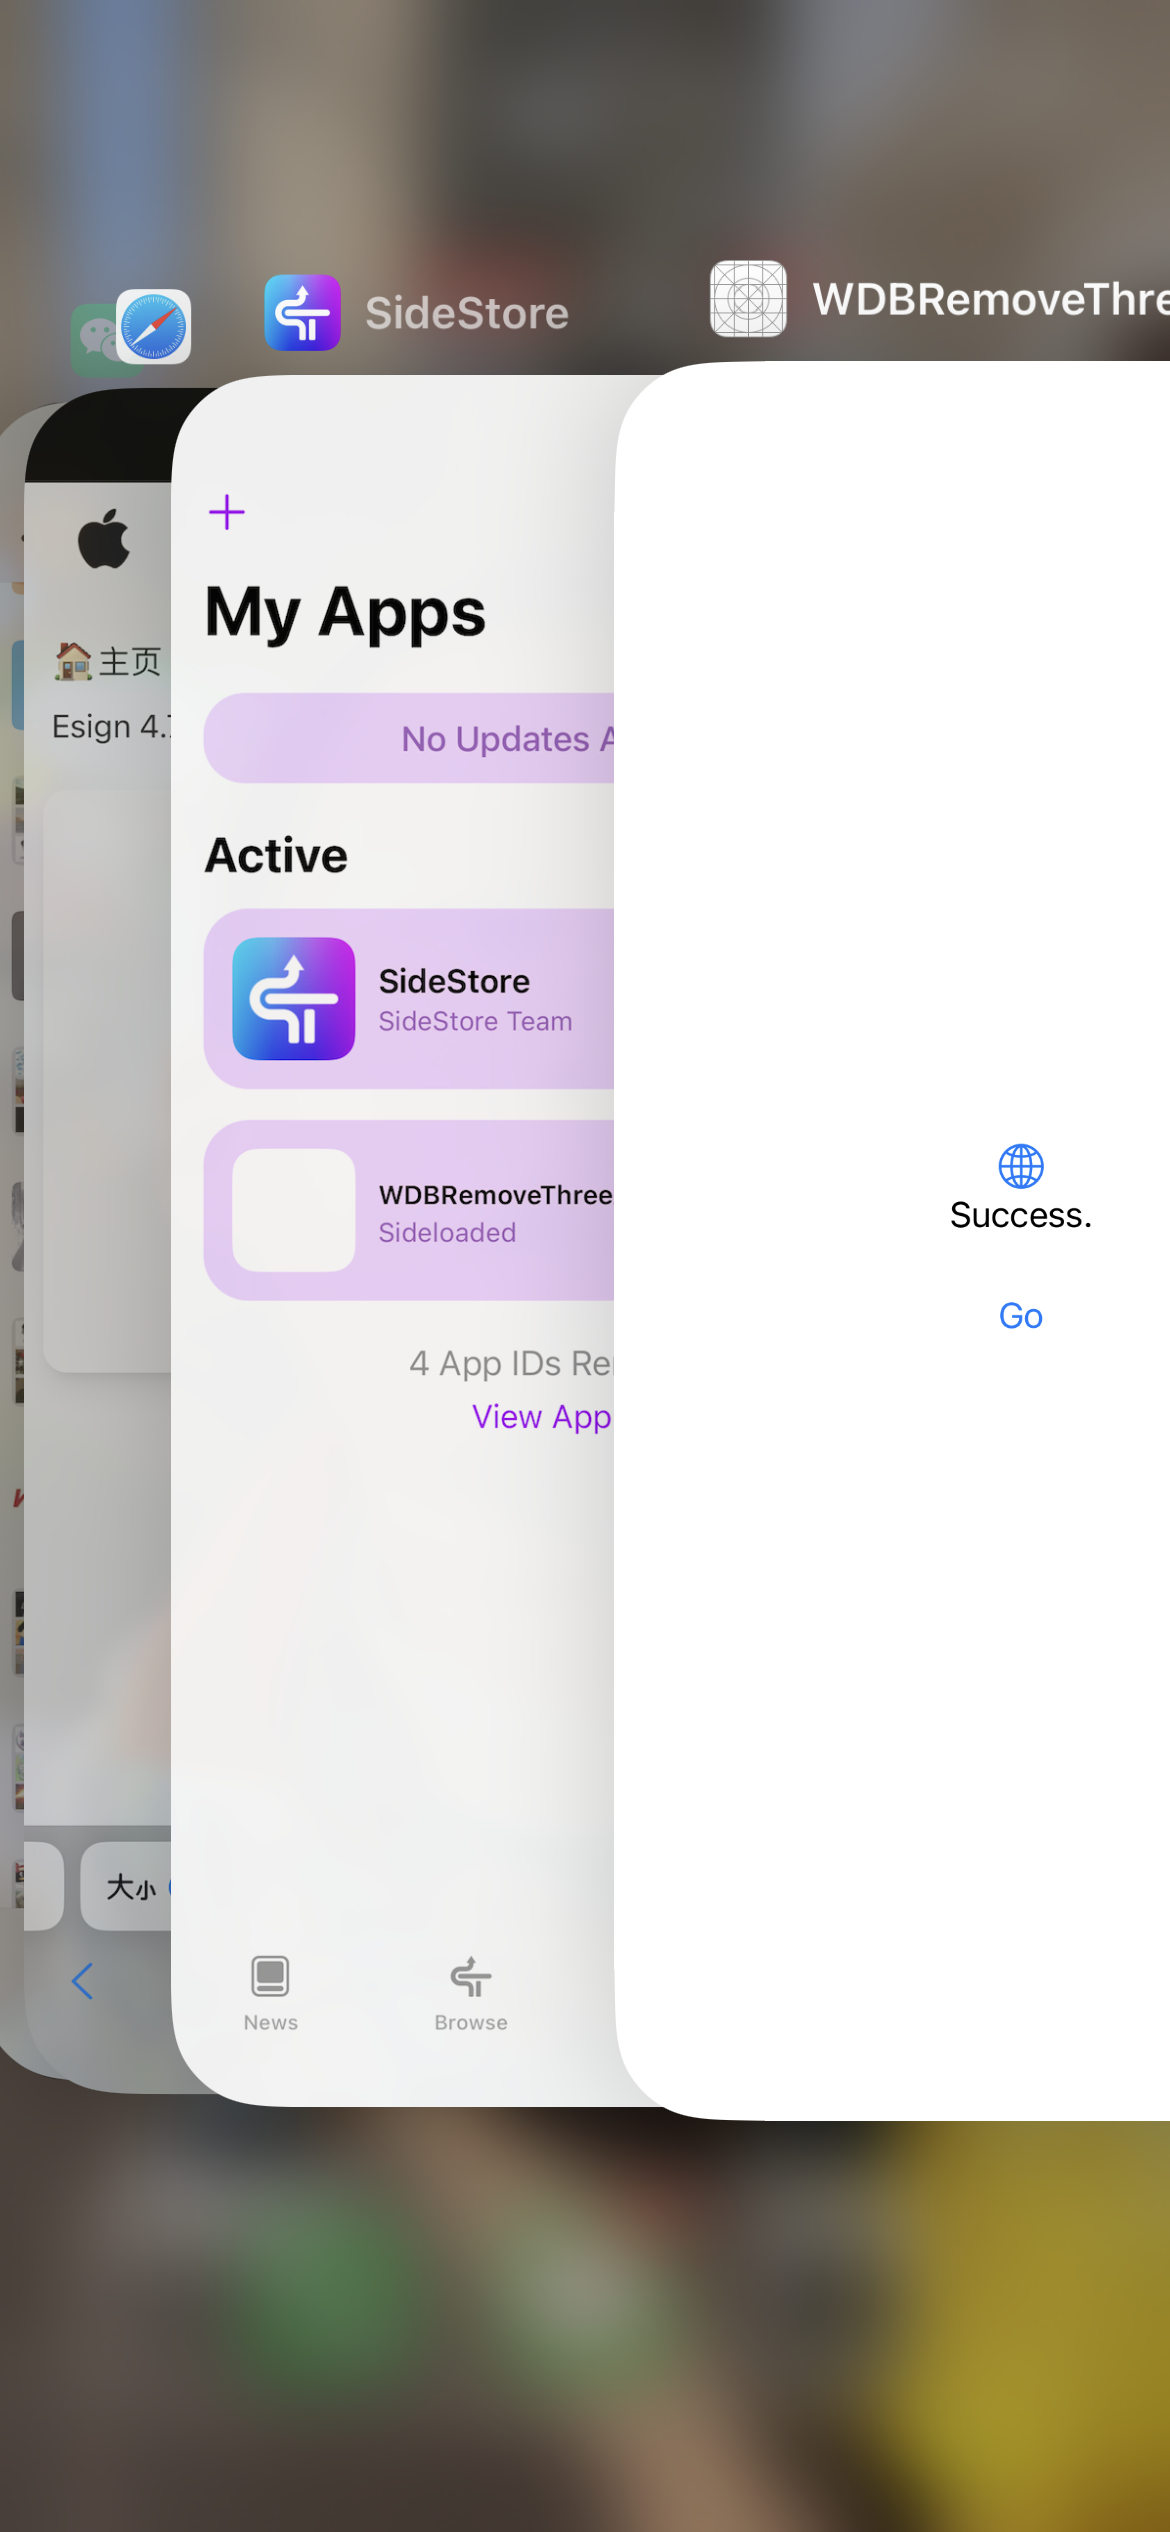 SideStore
WDBRemoveThre
My Apps
🏠主页
Esign 4.7
No Updates A
Active
SideStore
SideStore Team
WDBRemoveThree
Sideloaded
Success.
Go
4 App IDs Re
View App
大小
News
Browse